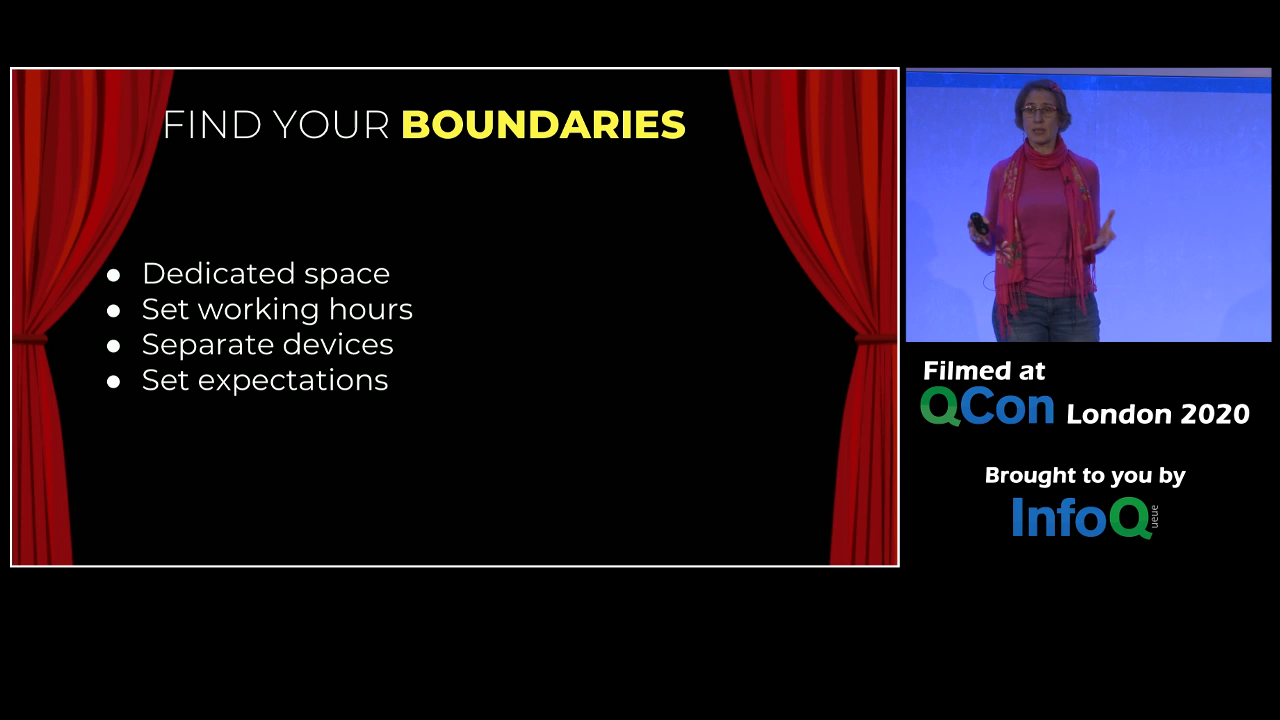 FIND YOUR BOUNDARIES
● Dedicated space
● Set working hours
● Separate devices
● Set expectations
Filmed at
QCon London 2020
Brought to you by
InfoQ
ueue